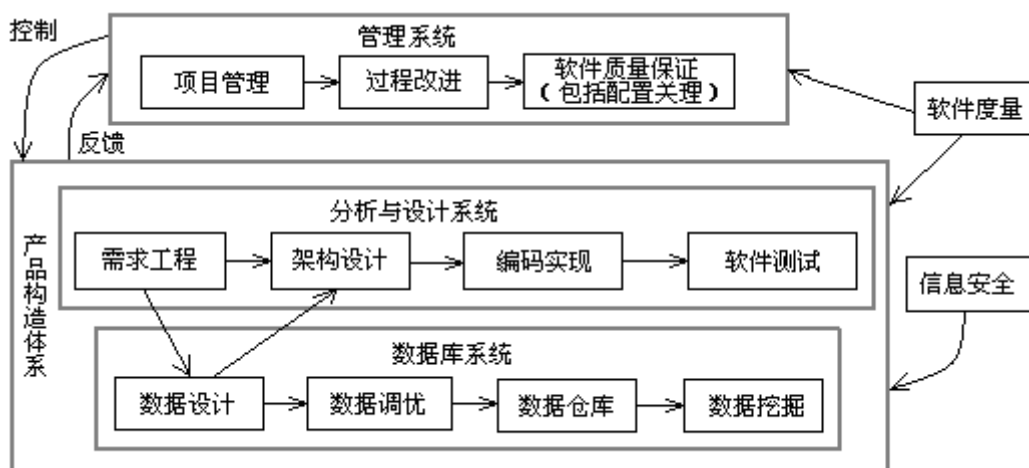 控制
管理系统
项目管理
过程改进
软件质量保证
(包括配置关理)
软件度量
反馈
产品构造体系
分析与设计系统
需求工程
架构设计
编码实现
软件测试
信息安全
数据库系统
数据设计
数据调优
数据仓库
数据挖掘